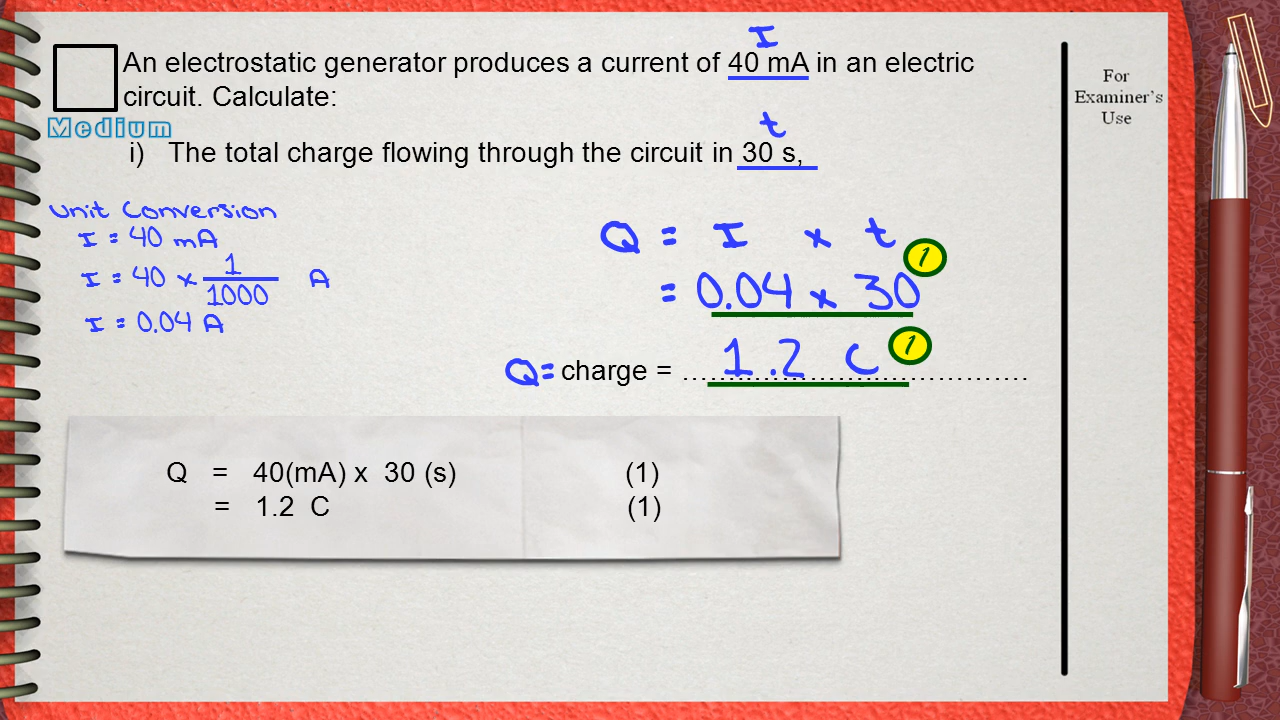 I
An electrostatic generator produces a current of 40 mA in an electric
circuit. Calculate:
Medium
t
i) The total charge flowing through the circuit in 30 s,
For
Examiner's
Use
Unit Conversion
I = 40 mA
I = 40 x 1/1000 A
I = 0.04 A
Q = I x t
= 0.04 x 30 1
Q = charge = .................................... 1.2 C 1
Q = 40(mA) x 30 (s) (1)
= 1.2 C (1)